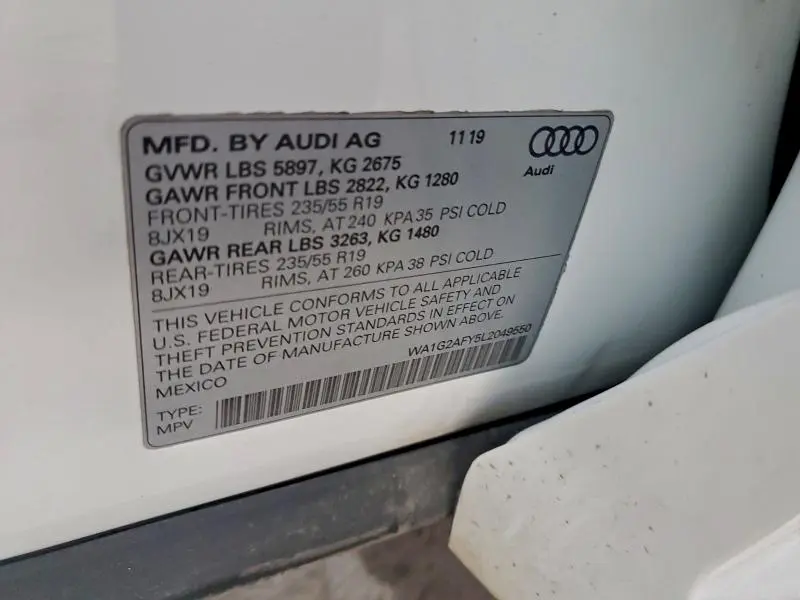 MFD. BY AUDI AG 11 19
Audi
GVWR LBS 5897, KG 2675
GAWR FRONT LBS 2822, KG 1280
FRONT-TIRES 235/55 R19
8JX19 RIMS, AT 240 KPA 35 PSI COLD
GAWR REAR LBS 3263, KG 1480
REAR-TIRES 235/55 R19
8JX19 RIMS, AT 260 KPA 38 PSI COLD
THIS VEHICLE CONFORMS TO ALL APPLICABLE
U.S. FEDERAL MOTOR VEHICLE SAFETY AND
THEFT PREVENTION STANDARDS IN EFFECT ON
THE DATE OF MANUFACTURE SHOWN ABOVE.
MEXICO WA1G2AFY5L2049550
TYPE:
MPV